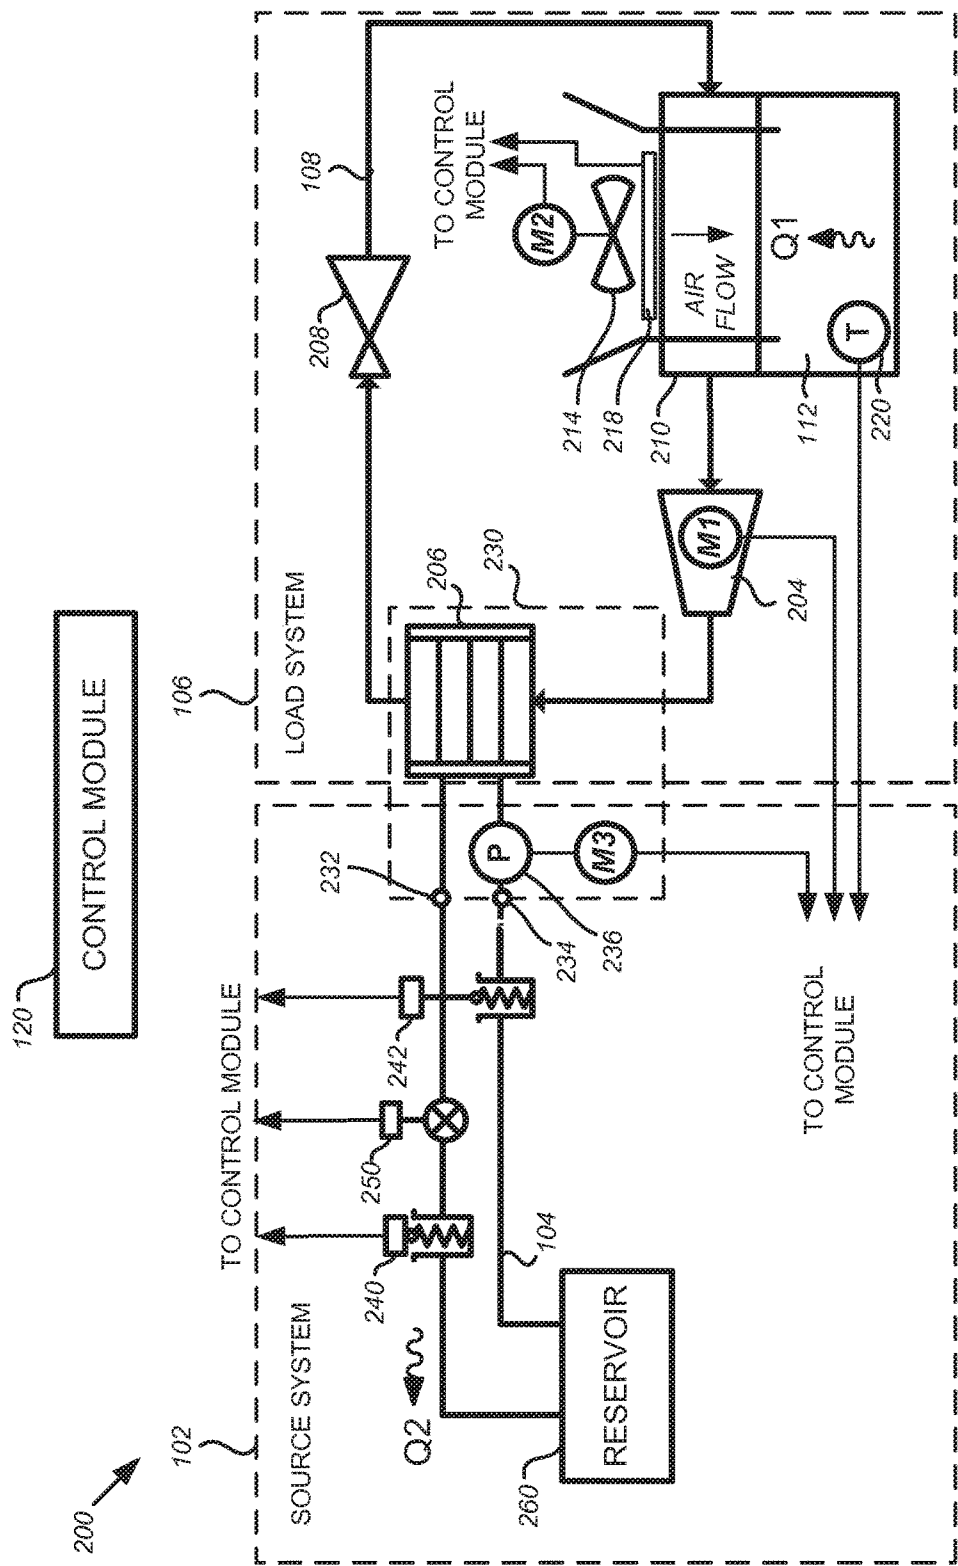 200
120
CONTROL MODULE
102
SOURCE SYSTEM
TO CONTROL MODULE
106
LOAD SYSTEM
Q2
240
250
242
232
206
230
208
108
TO CONTROL
MODULE
M2
214
218
210
AIR
FLOW
Q1
T
112
220
M1
204
P
M3
234
236
104
260
RESERVOIR
TO CONTROL
MODULE